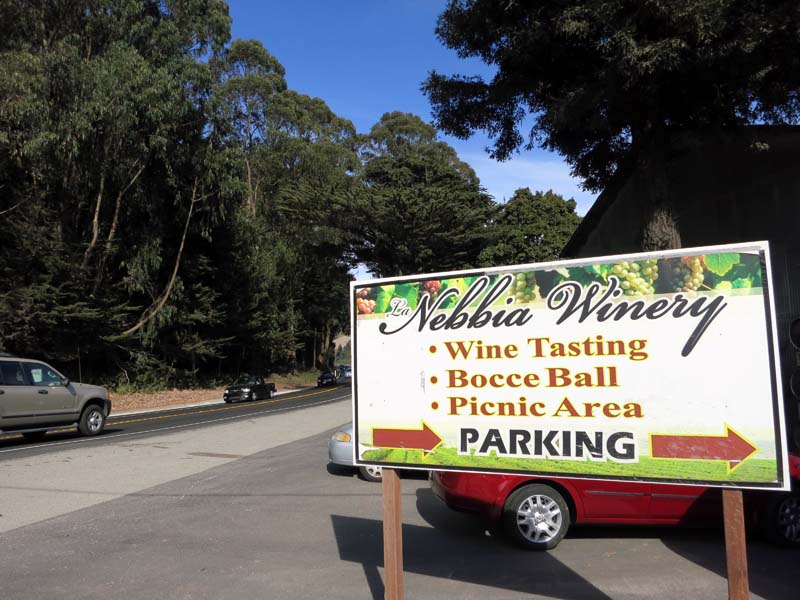 La Nebbia Winery
• Wine Tasting
• Bocce Ball
• Picnic Area
PARKING